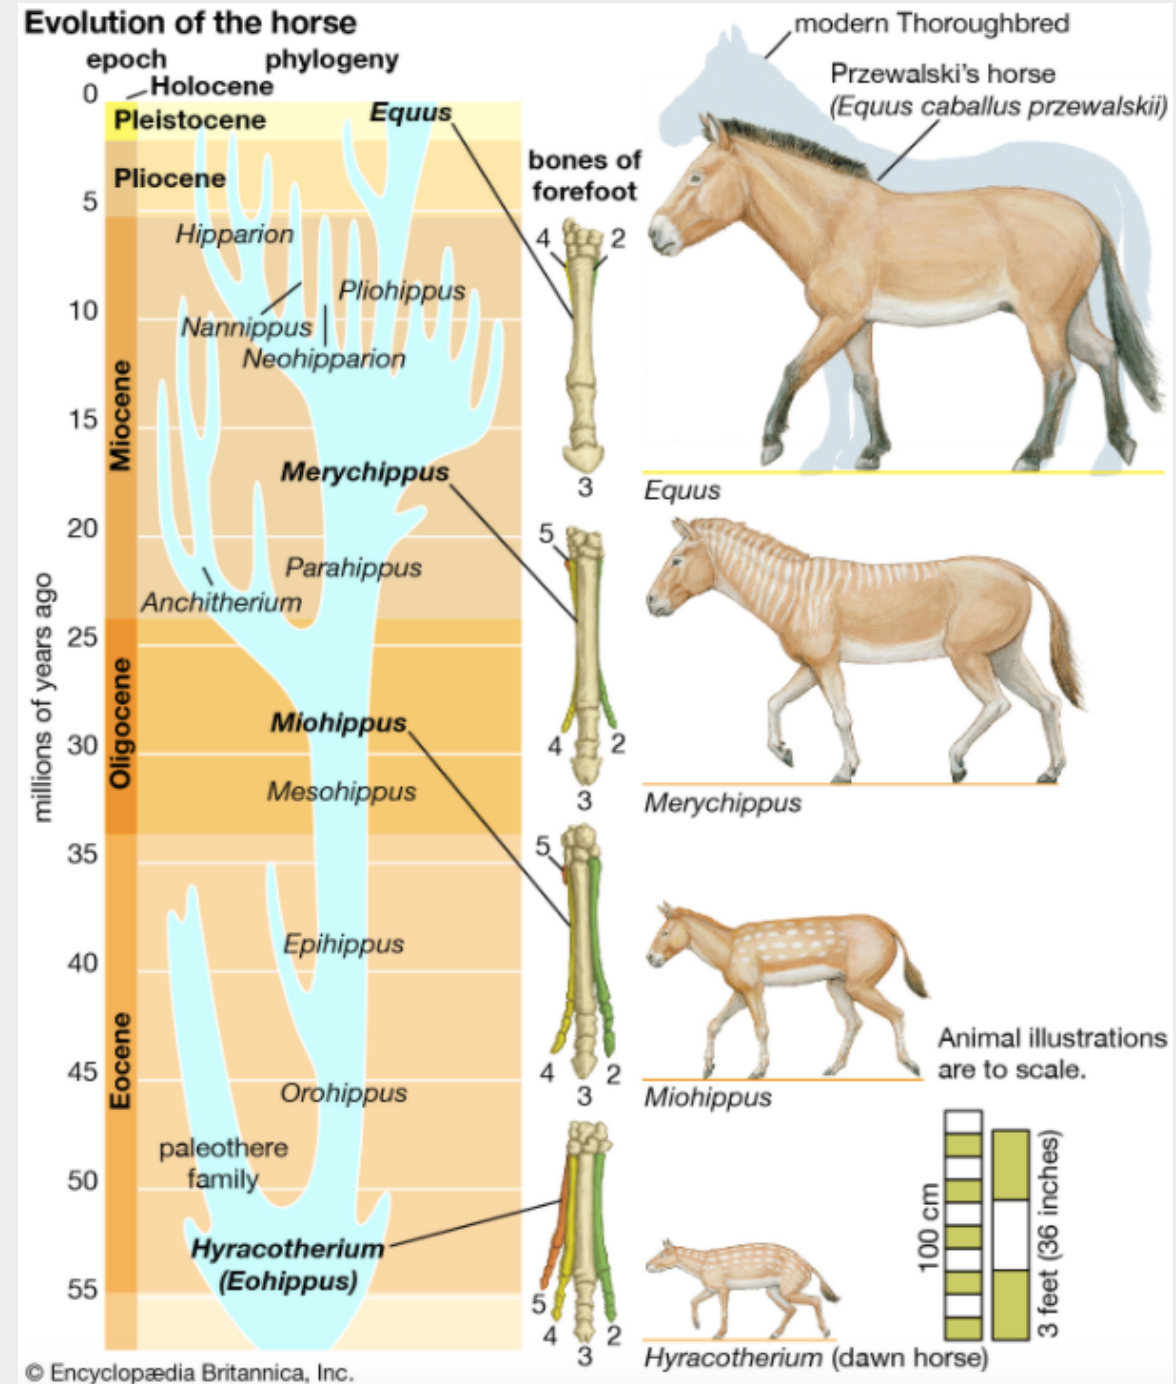 Evolution of the horse
epoch
phylogeny
0
Holocene
Pleistocene
Pliocene
5
Miocene
10
15
20
25
Oligocene
30
35
Eocene
40
45
50
55
millions of years ago
Equus
Hipparion
Pliohippus
Nannippus
Neohipparion
Merychippus
Parahippus
Anchitherium
Miohippus
Mesohippus
Epihippus
Orohippus
paleothere
family
Hyracotherium
(Eohippus)
bones of
forefoot
4
2
3
5
4
2
3
5
4
2
3
5
4
2
3
modern Thoroughbred
Przewalski's horse
(Equus caballus przewalskii)
Equus
Merychippus
Miohippus
Animal illustrations
are to scale.
100 cm
3 feet (36 inches)
Hyracotherium (dawn horse)
© Encyclopædia Britannica, Inc.